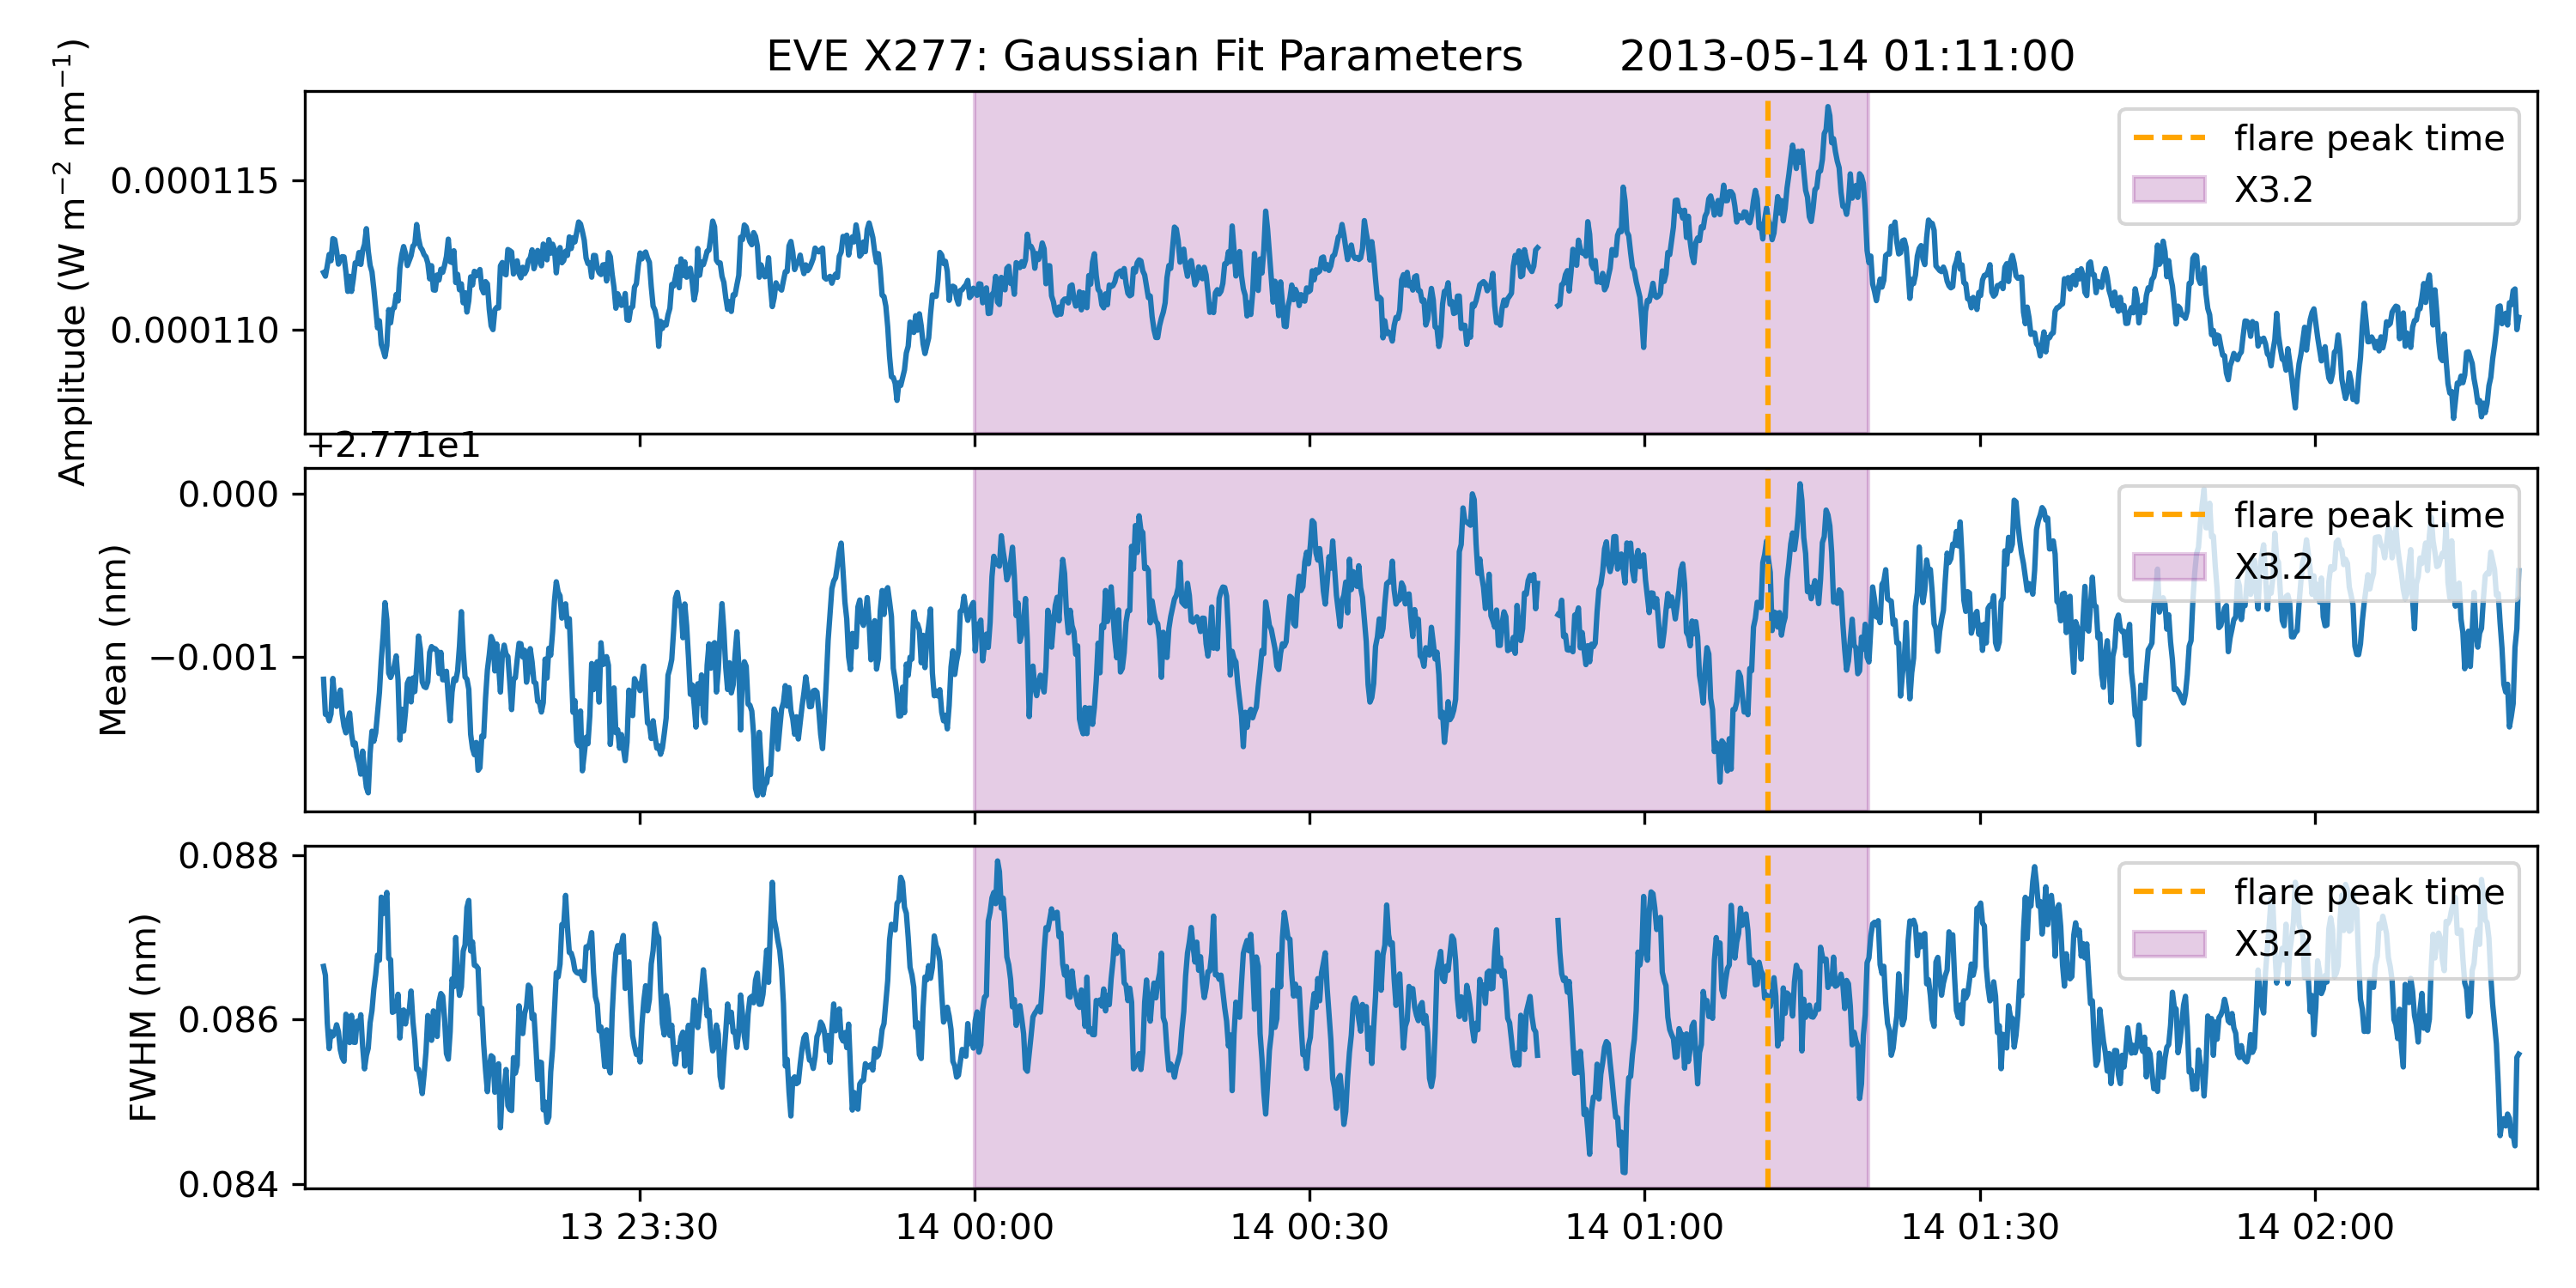 EVE X277: Gaussian Fit Parameters 2013-05-14 01:11:00
Amplitude (W m⁻² nm⁻¹)
0.000115
0.000110
flare peak time
X3.2
+2.771e1
Mean (nm)
0.000
−0.001
flare peak time
X3.2
FWHM (nm)
0.088
0.086
0.084
flare peak time
X3.2
13 23:30 14 00:00 14 00:30 14 01:00 14 01:30 14 02:00